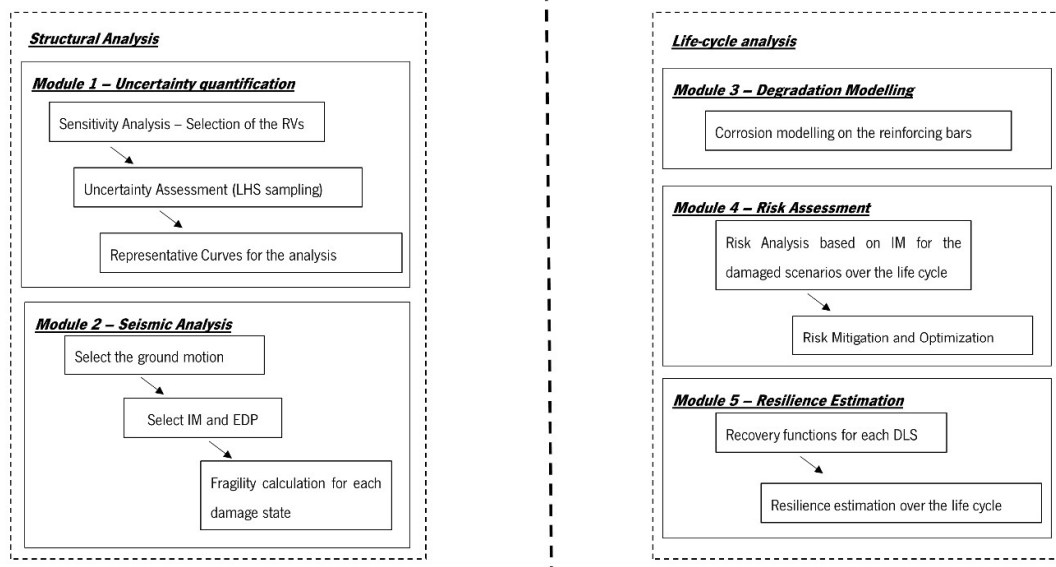 Structural Analysis
Module 1 – Uncertainty quantification
Sensitivity Analysis – Selection of the RVs
Uncertainty Assessment (LHS sampling)
Representative Curves for the analysis
Module 2 – Seismic Analysis
Select the ground motion
Select IM and EDP
Fragility calculation for each
damage state
Life-cycle analysis
Module 3 – Degradation Modelling
Corrosion modelling on the reinforcing bars
Module 4 – Risk Assessment
Risk Analysis based on IM for the
damaged scenarios over the life cycle
Risk Mitigation and Optimization
Module 5 – Resilience Estimation
Recovery functions for each DLS
Resilience estimation over the life cycle